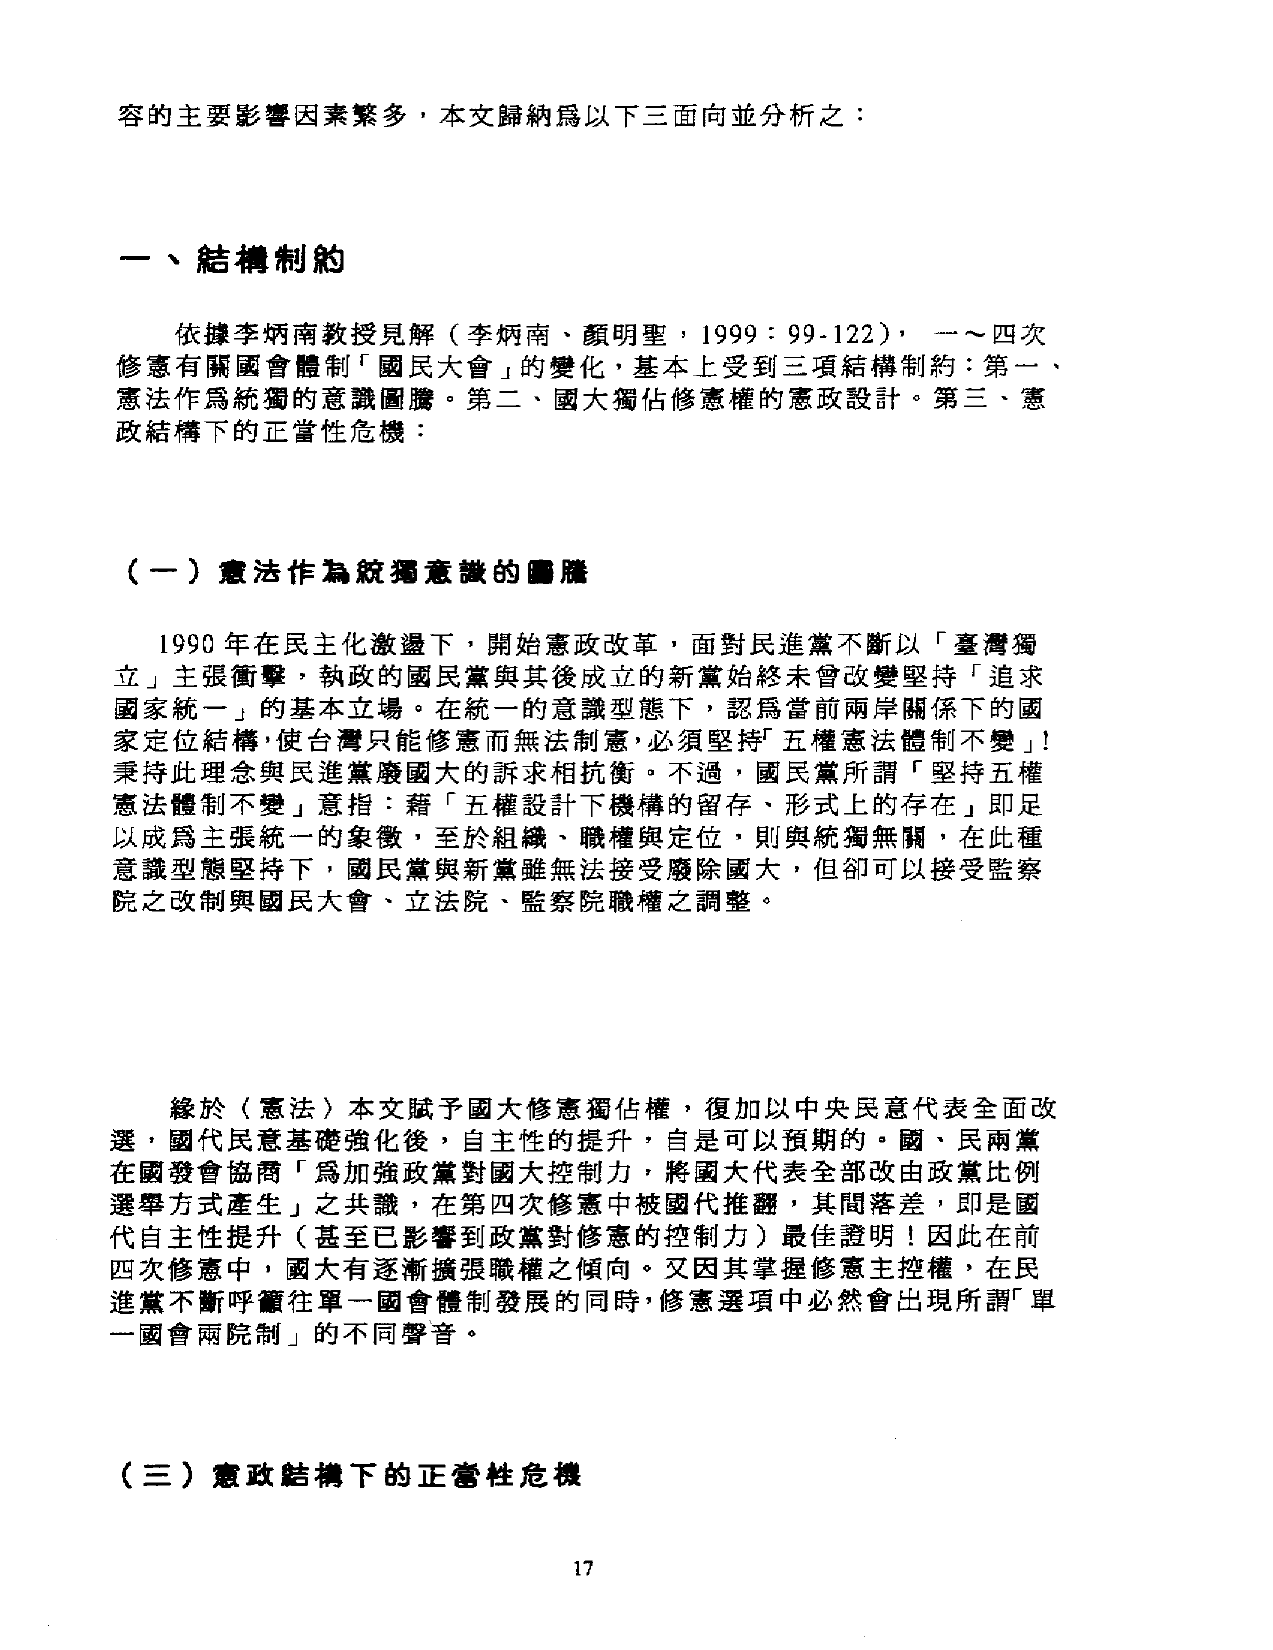 容的主要影響因素繁多，本文歸納爲以下三面向並分析之：
一、結構制約
依據李炳南教授見解（李炳南、顏明聖，1999：99-122），一～四次
修憲有關國會體制「國民大會」的變化，基本上受到三項結構制約：第一、
憲法作爲統獨的意識圖騰。第二、國大獨佔修憲權的憲政設計。第三、憲
政結構下的正當性危機：
（一）憲法作為統獨意識的圖騰
1990 年在民主化激盪下，開始憲政改革，面對民進黨不斷以「臺灣獨
立」主張衝擊，執政的國民黨與其後成立的新黨始終未曾改變堅持「追求
國家統一」的基本立場。在統一的意識型態下，認爲當前兩岸關係下的國
家定位結構，使台灣只能修憲而無法制憲，必須堅持「五權憲法體制不變」!
秉持此理念與民進黨廢國大的訴求相抗衡。不過，國民黨所謂「堅持五權
憲法體制不變」意指：藉「五權設計下機構的留存、形式上的存在」即足
以成爲主張統一的象徵，至於組織、職權與定位，則與統獨無關，在此種
意識型態堅持下，國民黨與新黨雖無法接受廢除國大，但卻可以接受監察
院之改制與國民大會、立法院、監察院職權之調整。
緣於〈憲法〉本文賦予國大修憲獨佔權，復加以中央民意代表全面改
選，國代民意基礎強化後，自主性的提升，自是可以預期的。國、民兩黨
在國發會協商「爲加強政黨對國大控制力，將國大代表全部改由政黨比例
選舉方式產生」之共識，在第四次修憲中被國代推翻，其間落差，即是國
代自主性提升（甚至已影響到政黨對修憲的控制力）最佳證明！因此在前
四次修憲中，國大有逐漸擴張職權之傾向。又因其掌握修憲主控權，在民
進黨不斷呼籲往單一國會體制發展的同時，修憲選項中必然會出現所謂「單
一國會兩院制」的不同聲音。
（三）憲政結構下的正當性危機
17